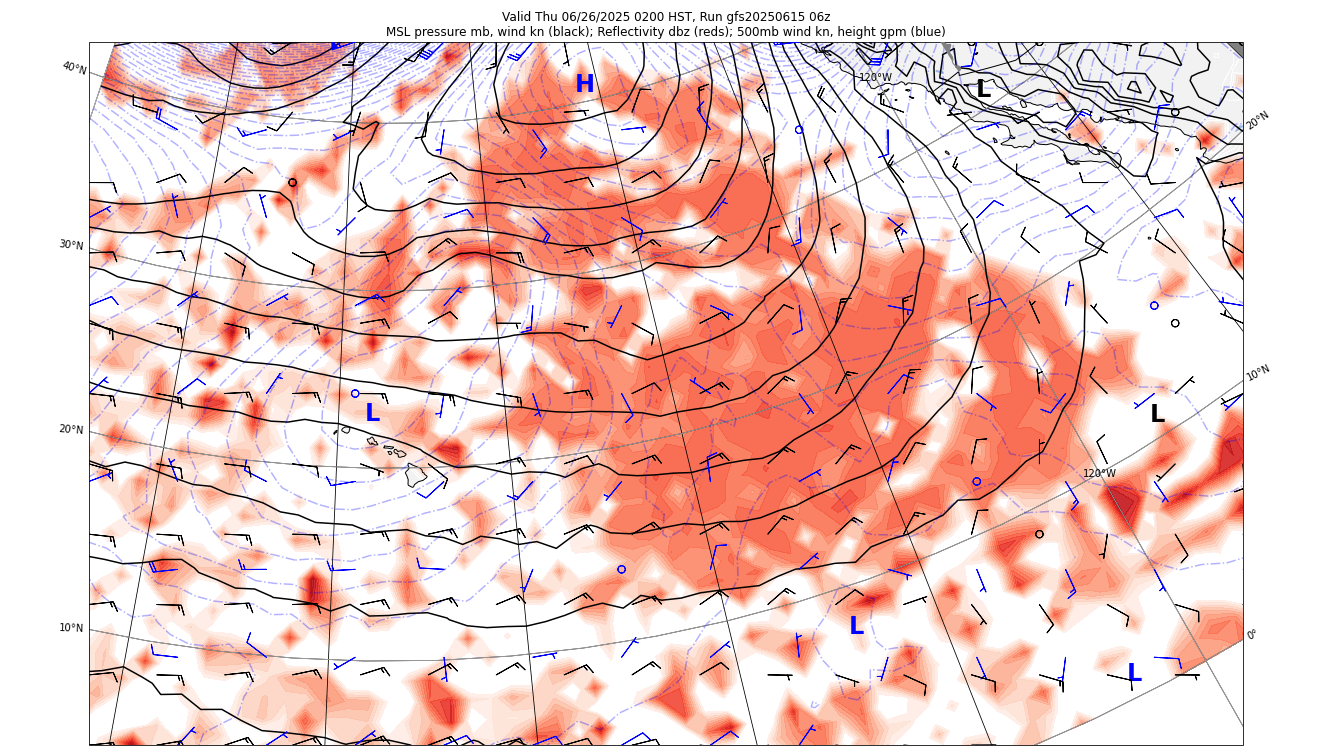 Valid Thu 06/26/2025 0200 HST, Run gfs20250615 06z
MSL pressure mb, wind kn (black); Reflectivity dbz (reds); 500mb wind kn, height gpm (blue)
40°N
H
120°W
L
20°N
30°N
10°N
L
L
20°N
120°W
10°N
L
0°
L